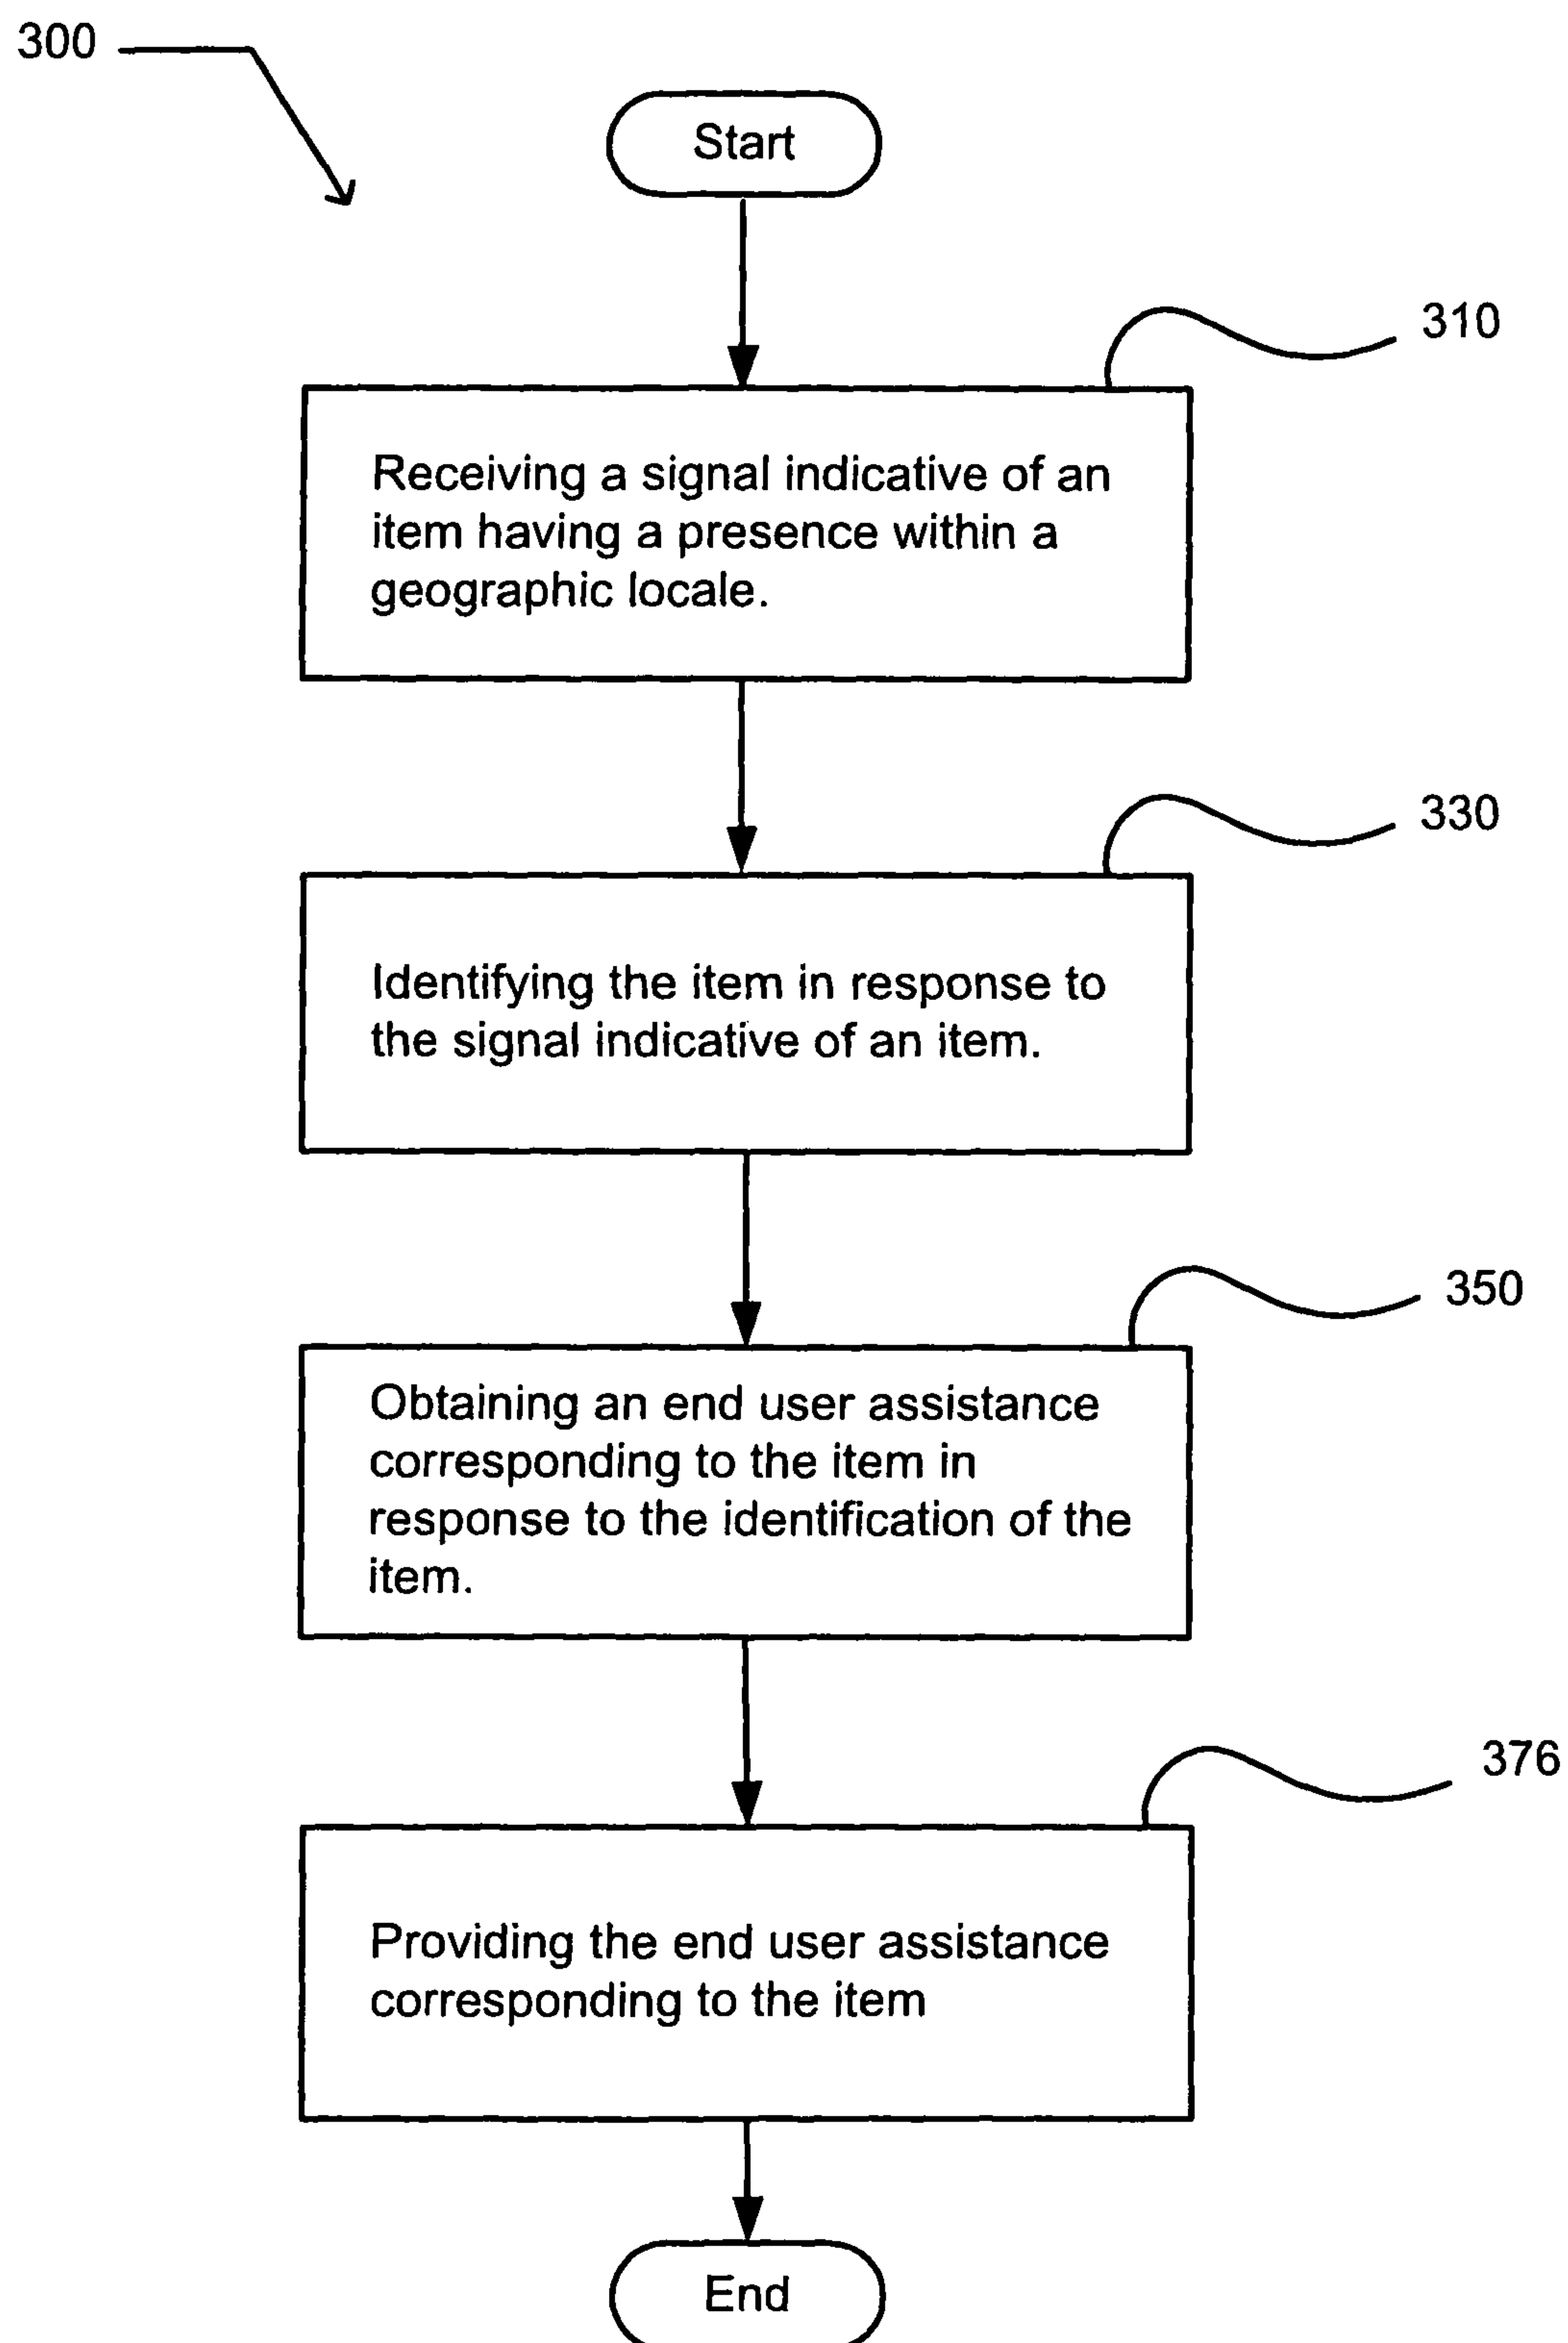 300
Start
310
Receiving a signal indicative of an
item having a presence within a
geographic locale.
330
Identifying the item in response to
the signal indicative of an item.
350
Obtaining an end user assistance
corresponding to the item in
response to the identification of the
item.
376
Providing the end user assistance
corresponding to the item
End